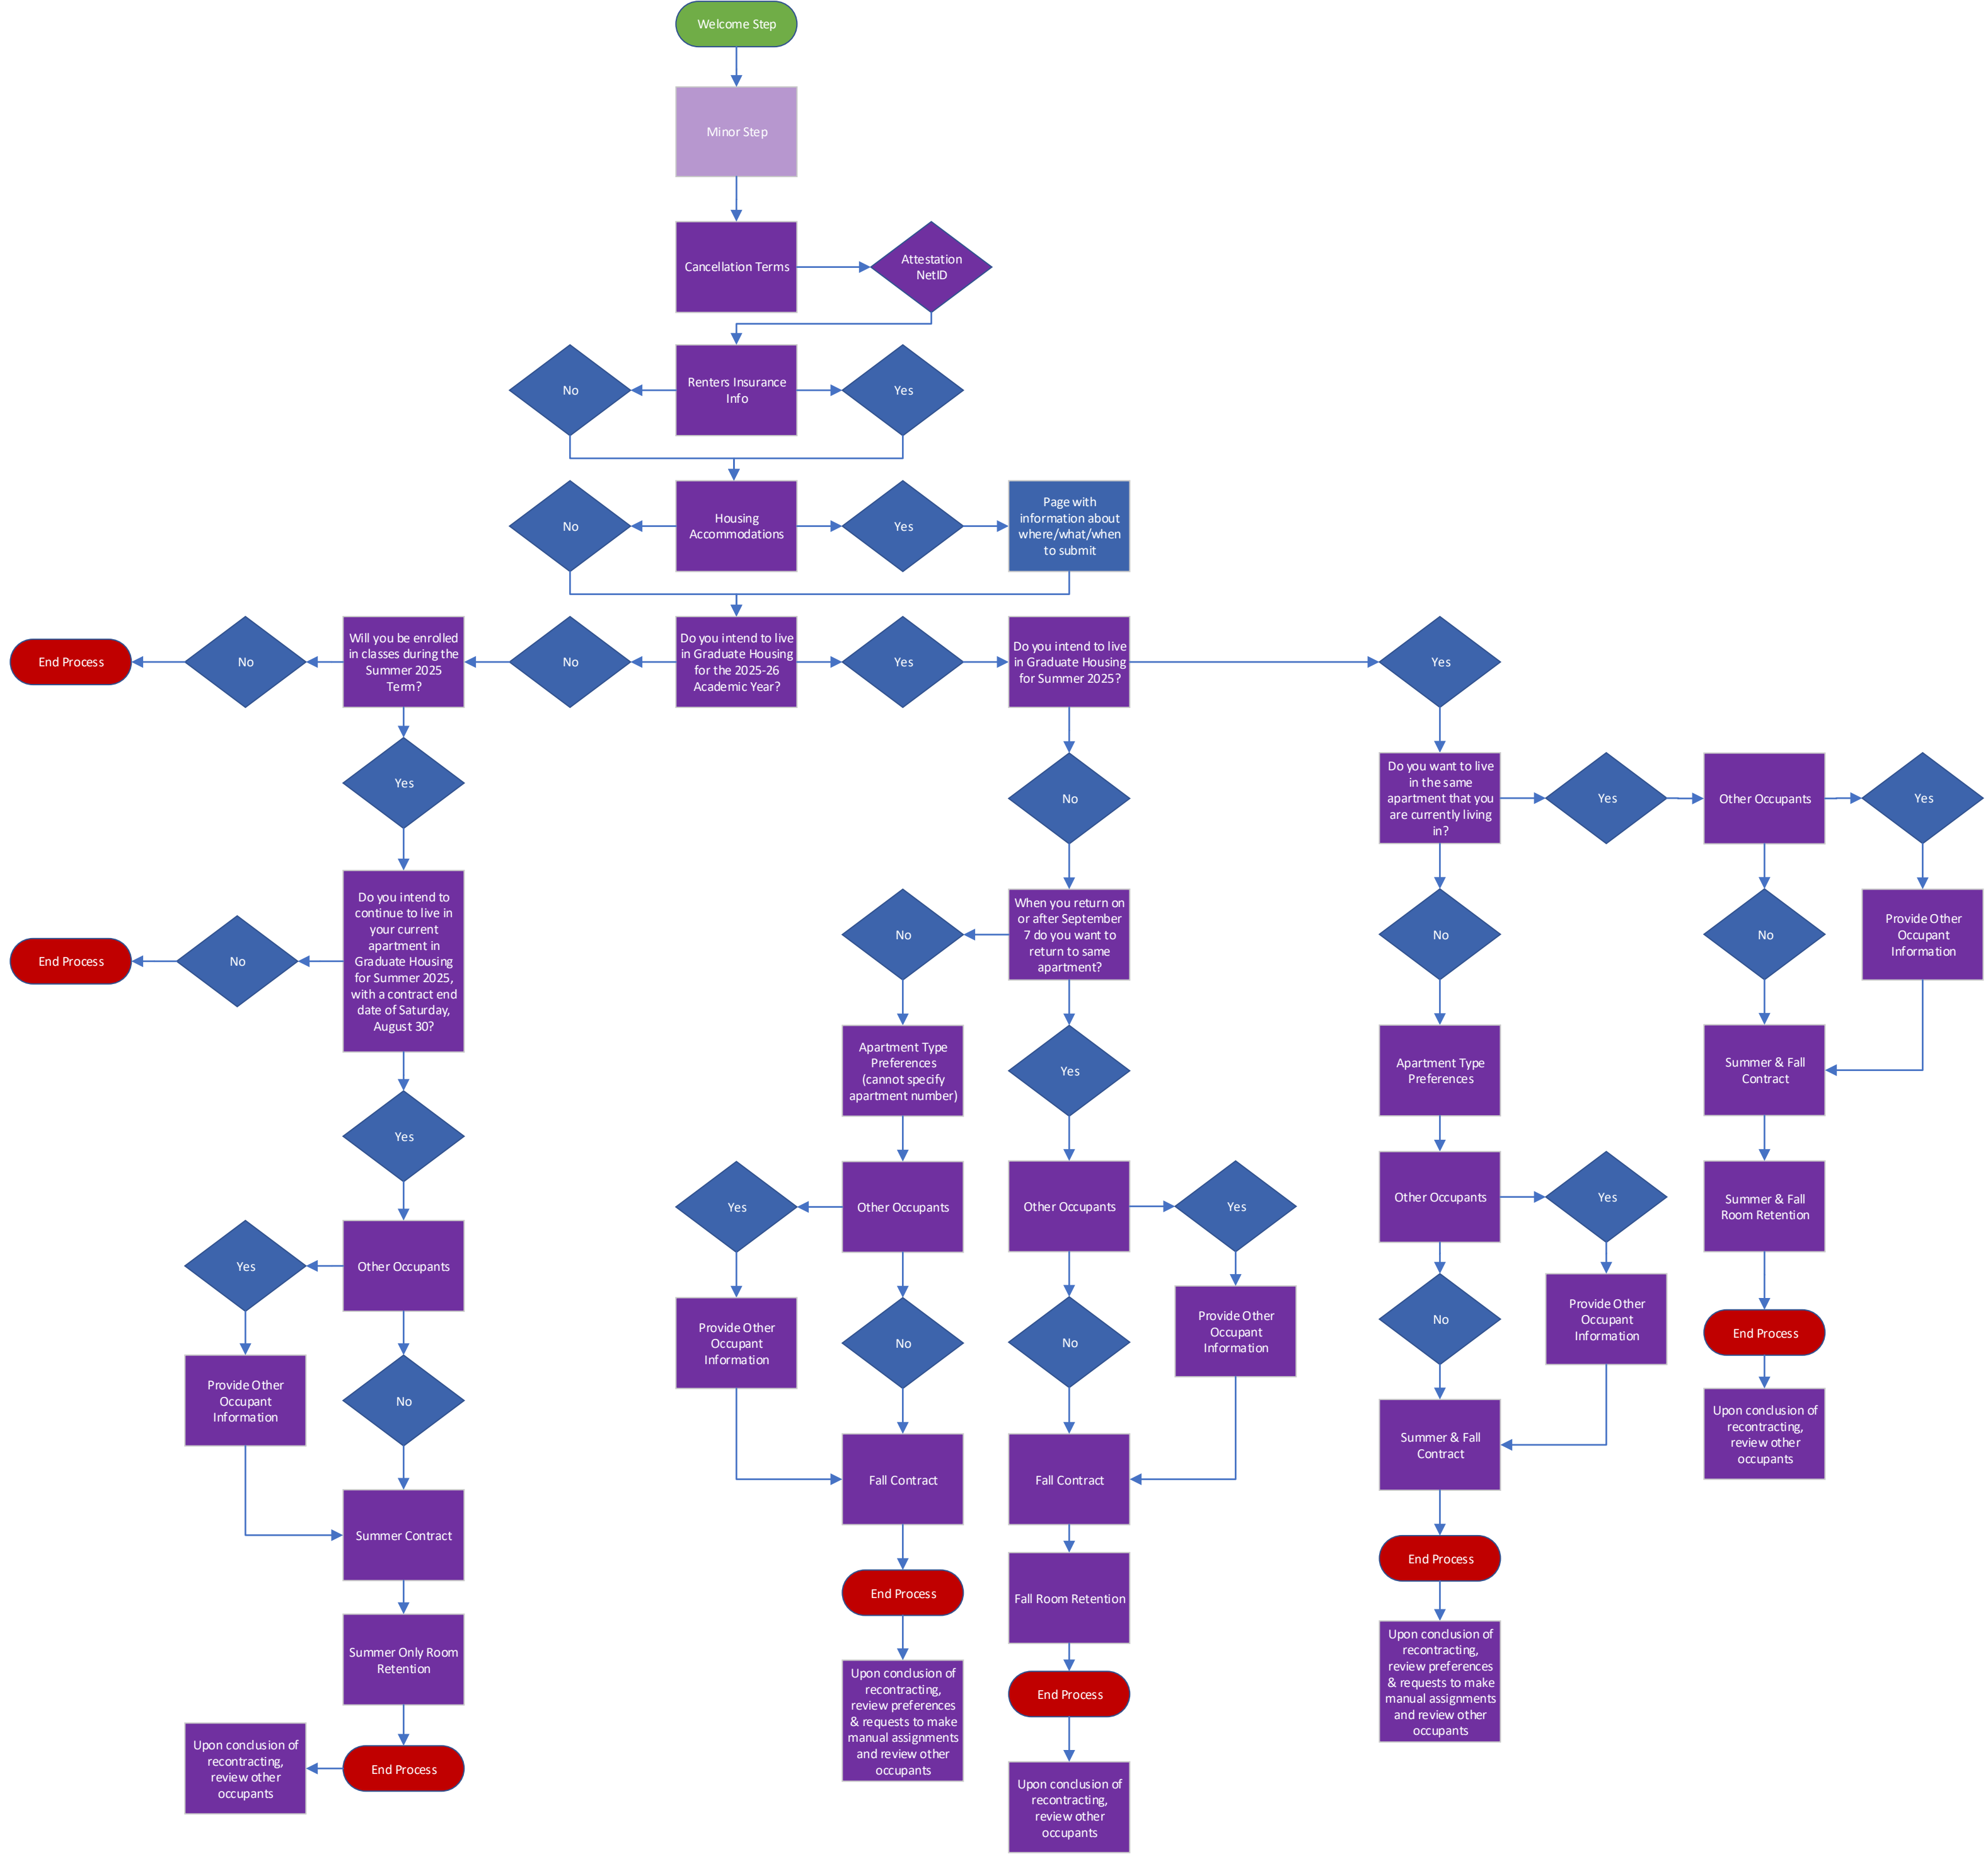 Welcome Step
Minor Step
Cancellation Terms
Attestation
NetID
No
Renters Insurance
Info
Yes
No
Housing
Accommodations
Yes
Page with
information about
where/what/when
to submit
End Process
No
Will you be enrolled
in classes during the
Summer 2025
Term?
No
Do you intend to live
in Graduate Housing
for the 2025-26
Academic Year?
Yes
Do you intend to live
in Graduate Housing
for Summer 2025?
Yes
Yes
No
Do you want to live
in the same
apartment that you
are currently living
in?
Yes
Other Occupants
Yes
End Process
No
Do you intend to
continue to live in
your current
apartment in
Graduate Housing
for Summer 2025,
with a contract end
date of Saturday,
August 30?
No
When you return on
or after September
7 do you want to
return to same
apartment?
No
No
Provide Other
Occupant
Information
Yes
Apartment Type
Preferences
(cannot specify
apartment number)
Yes
Apartment Type
Preferences
Summer & Fall
Contract
Yes
Other Occupants
Yes
Other Occupants
Other Occupants
Yes
Other Occupants
Yes
Summer & Fall
Room Retention
Provide Other
Occupant
Information
No
Provide Other
Occupant
Information
No
No
Provide Other
Occupant
Information
No
Provide Other
Occupant
Information
End Process
Summer Contract
Fall Contract
Fall Contract
Summer & Fall
Contract
Upon conclusion of
recontracting,
review other
occupants
Summer Only Room
Retention
End Process
Fall Room Retention
End Process
Upon conclusion of
recontracting,
review other
occupants
End Process
Upon conclusion of
recontracting,
review preferences
& requests to make
manual assignments
and review other
occupants
End Process
Upon conclusion of
recontracting,
review other
occupants
Upon conclusion of
recontracting,
review preferences
& requests to make
manual assignments
and review other
occupants